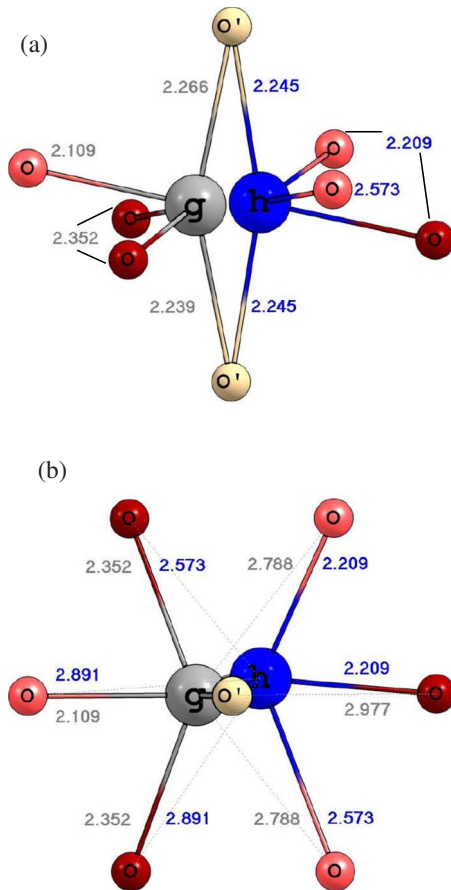 (a)
O'
2.266 2.245
2.109 O 2.209
O O 2.573
g h
O
2.352 O O
2.239 2.245
O'
(b)
O O
2.352 2.573 2.788 2.209
2.891 h 2.209
O g O' O
2.109 2.977
2.352 2.891 2.788 2.573
O O